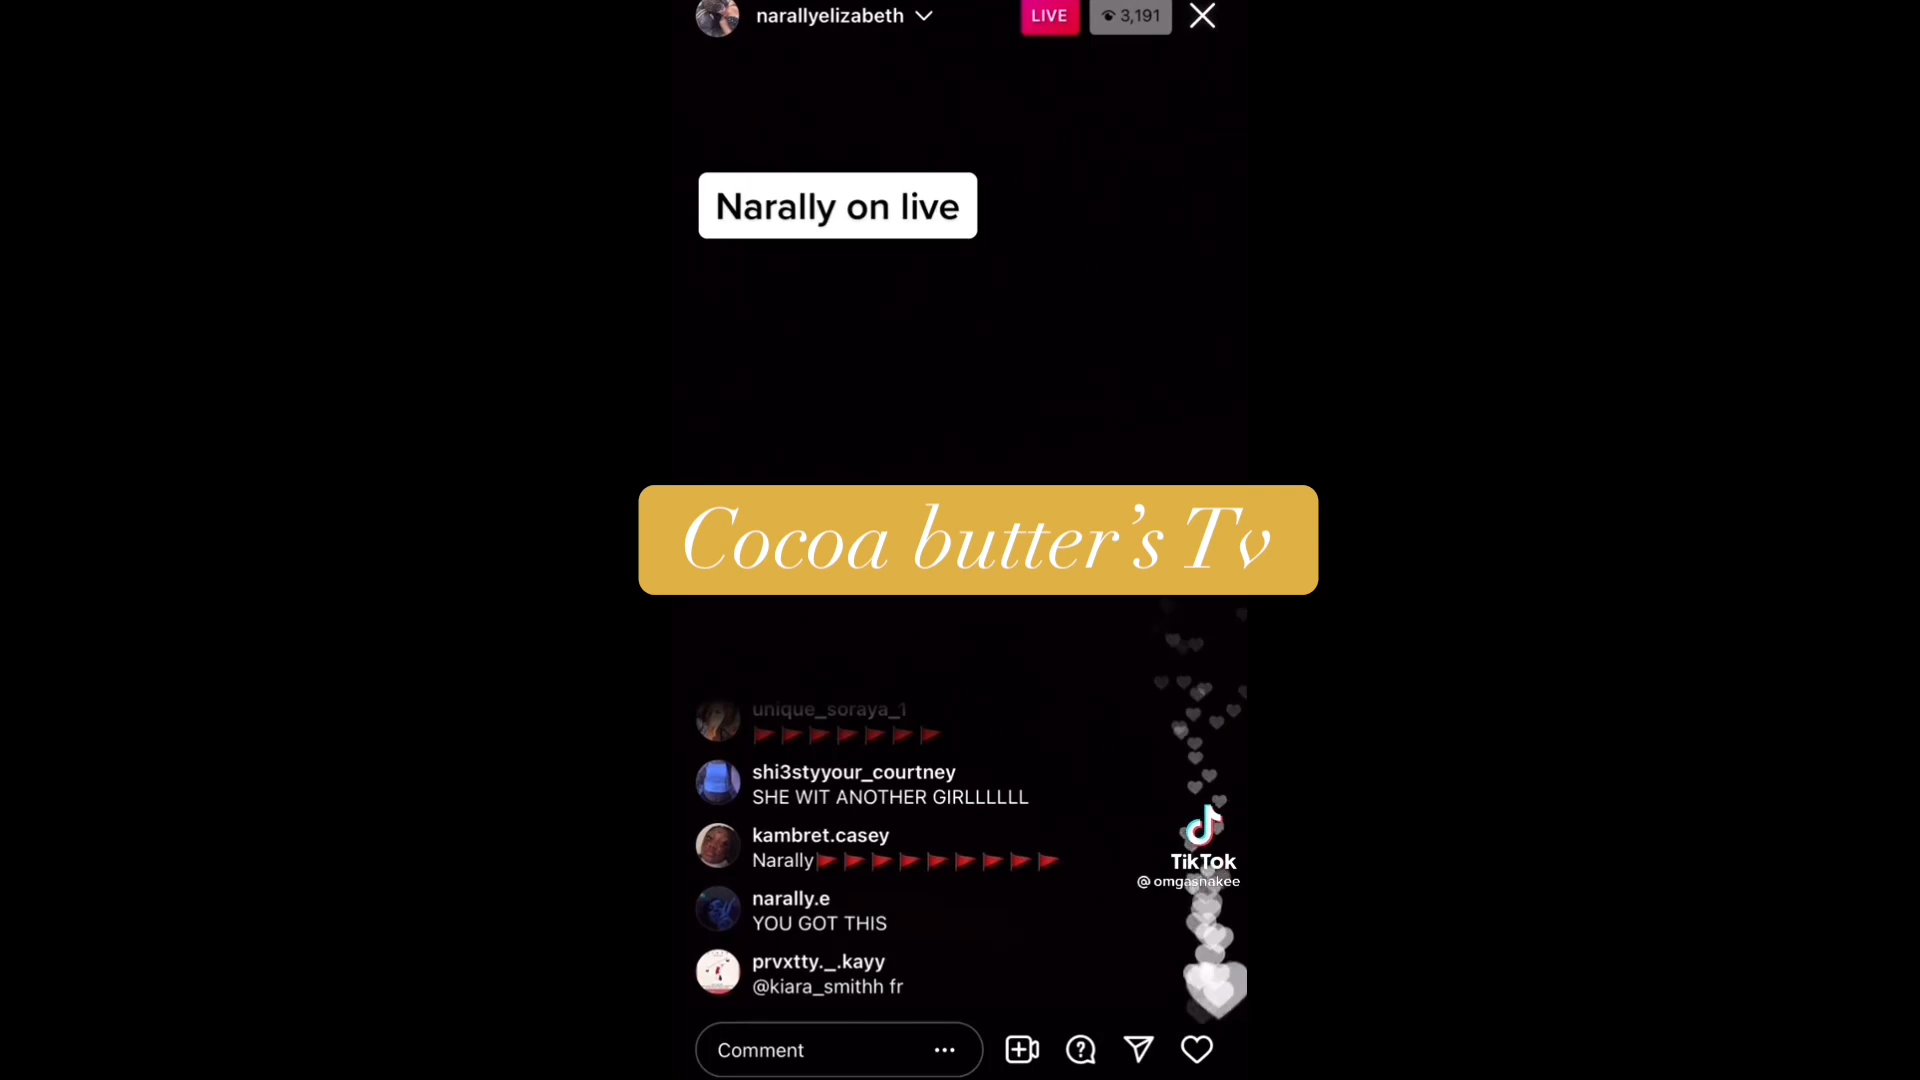 narallyelizabeth
LIVE
3,191
Narally on live
Cocoa butter’s Tv
unique_soraya_1
shi3styyour_courtney
SHE WIT ANOTHER GIRLLLLLL
kambret.casey
Narally🚩🚩🚩🚩🚩🚩🚩🚩🚩
TikTok
@omgasnakee
narally.e
YOU GOT THIS
prvxtty._.kayy
@kiara_smithh fr
Comment